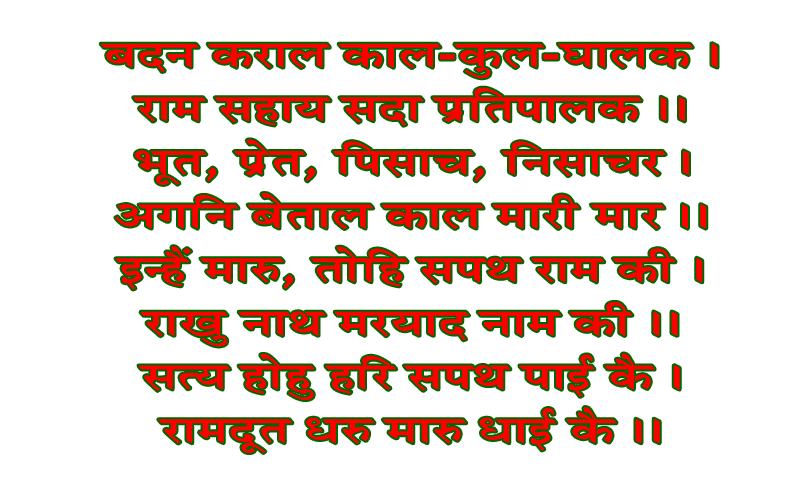 बदन कराल काल-कुल-घालक ।
राम सहाय सदा प्रतिपालक ।।
भूत, प्रेत, पिसाच, निसाचर ।
अगनि बेताल काल मारी मार ।।
इन्हैं मारु, तोहि सपथ राम की ।
राखु नाथ मरयाद नाम की ।।
सत्य होहु हरि सपथ पाई कै ।
रामदूत धरु मारु धाई कै ।।